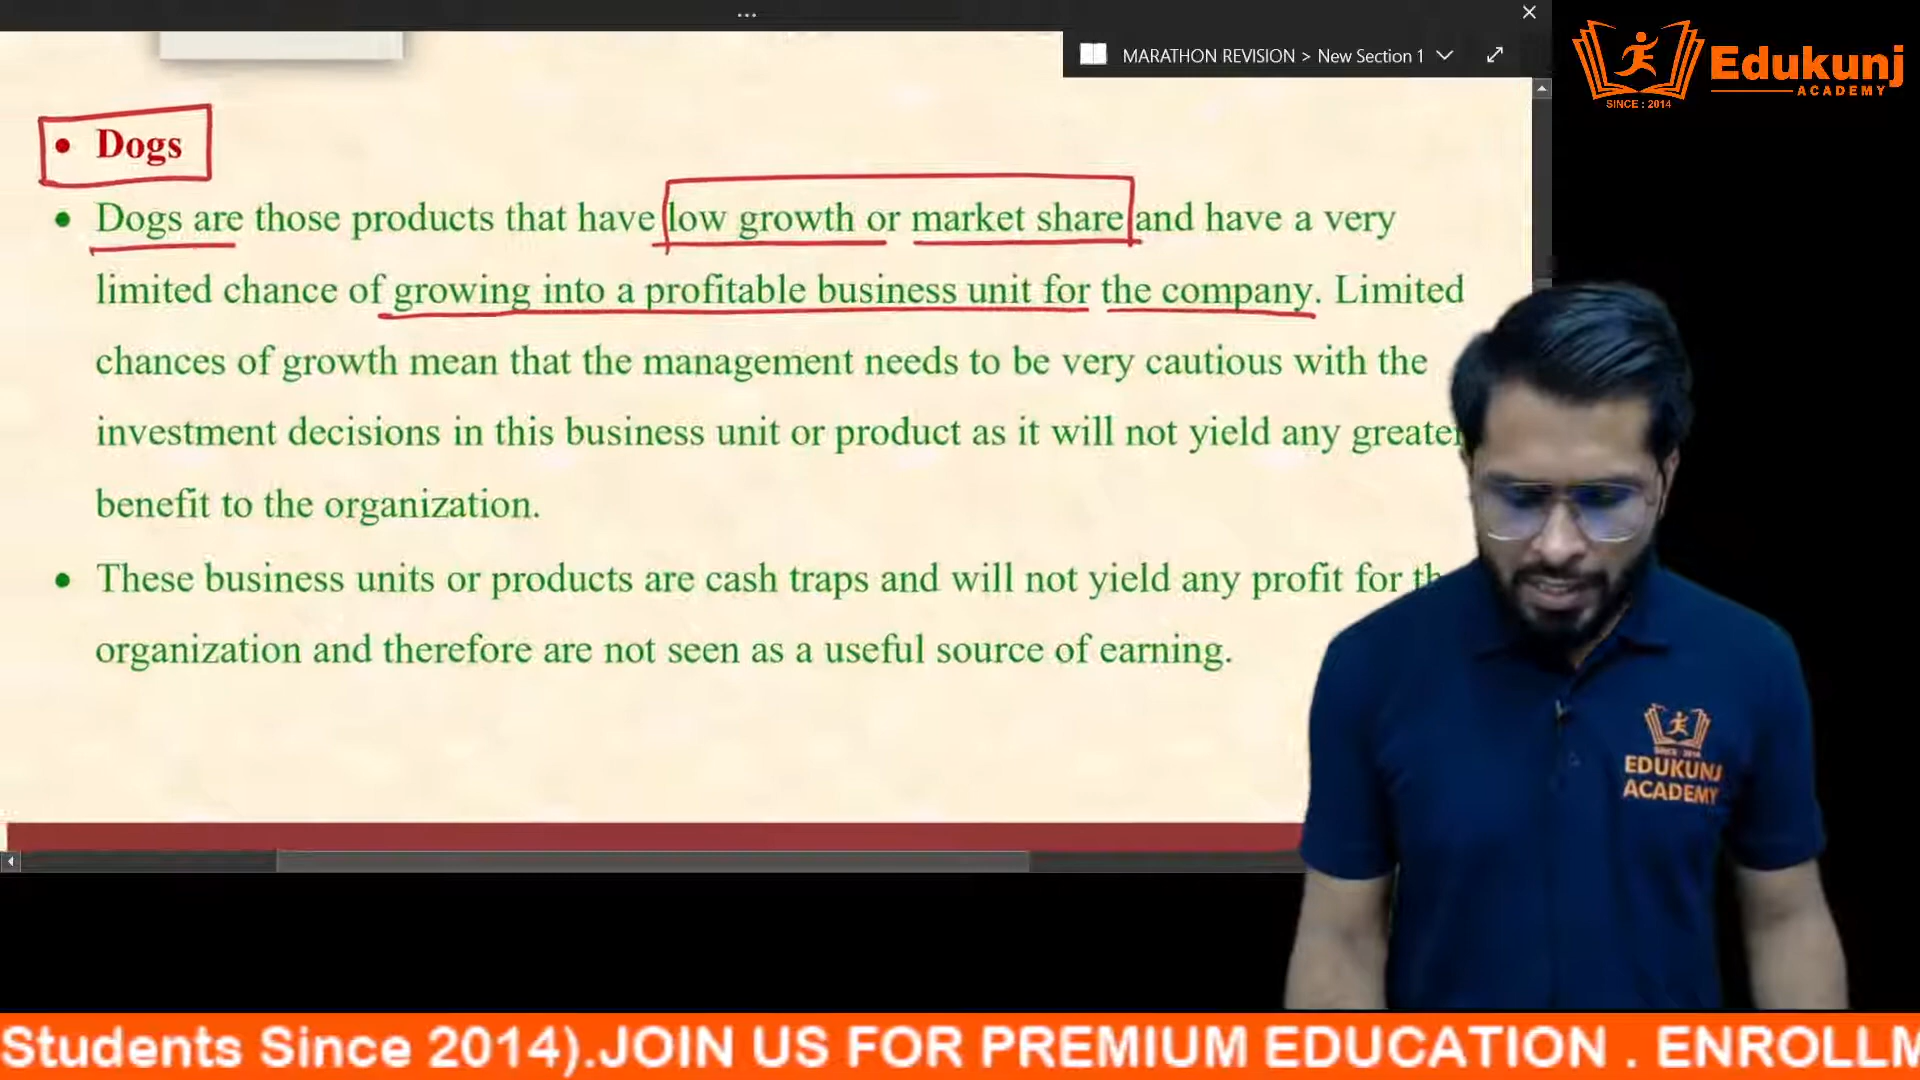 MARATHON REVISION > New Section 1
Edukunj
ACADEMY
SINCE : 2014
• Dogs
• Dogs are those products that have low growth or market share and have a very
limited chance of growing into a profitable business unit for the company. Limited
chances of growth mean that the management needs to be very cautious with the
investment decisions in this business unit or product as it will not yield any greater
benefit to the organization.
• These business units or products are cash traps and will not yield any profit for
organization and therefore are not seen as a useful source of earning.
EDUKUNJ
ACADEMY
Students Since 2014).JOIN US FOR PREMIUM EDUCATION . ENROLLM